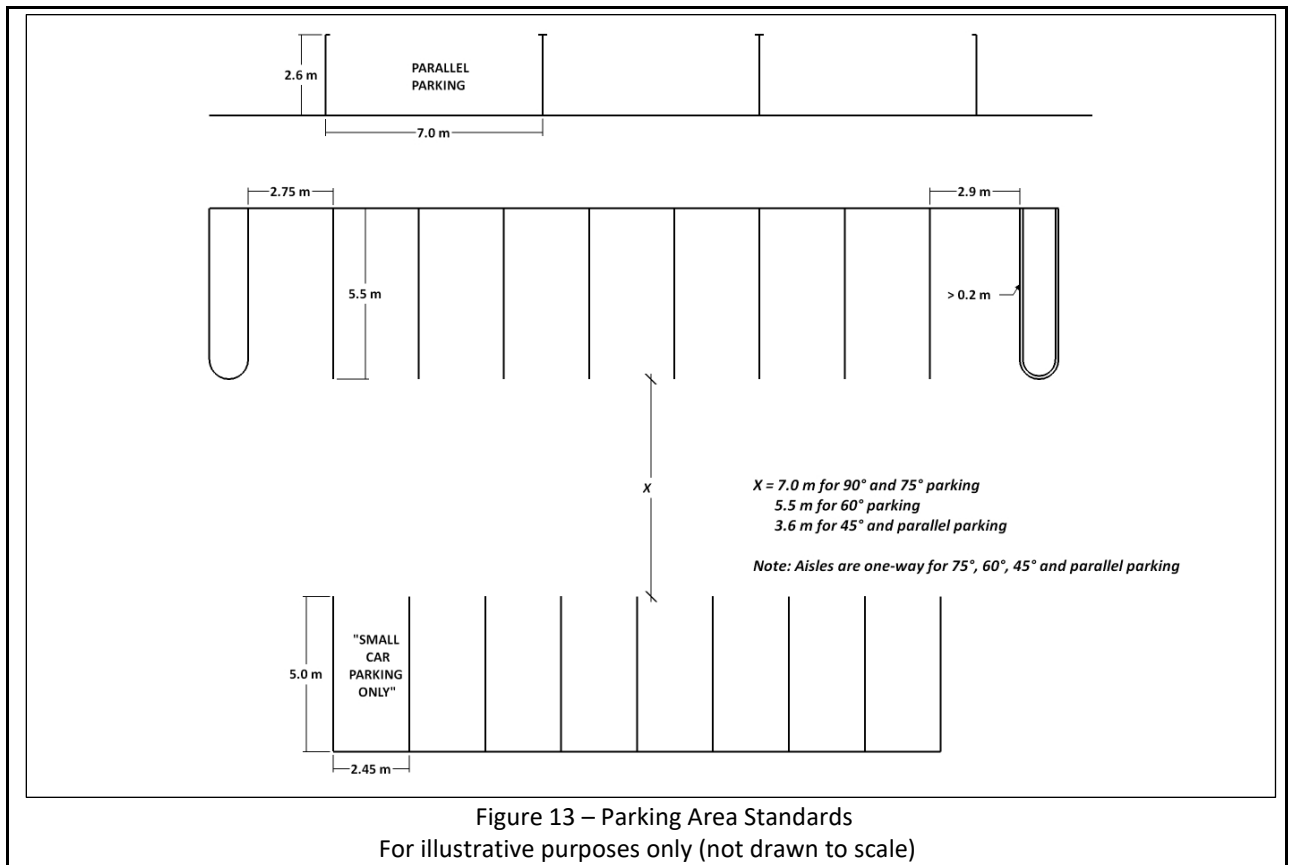 2.6 m
PARALLEL
PARKING
7.0 m
2.75 m
2.9 m
5.5 m
> 0.2 m
X
X = 7.0 m for 90° and 75° parking
5.5 m for 60° parking
3.6 m for 45° and parallel parking
Note: Aisles are one-way for 75°, 60°, 45° and parallel parking
5.0 m
"SMALL
CAR
PARKING
ONLY"
2.45 m
Figure 13 – Parking Area Standards
For illustrative purposes only (not drawn to scale)